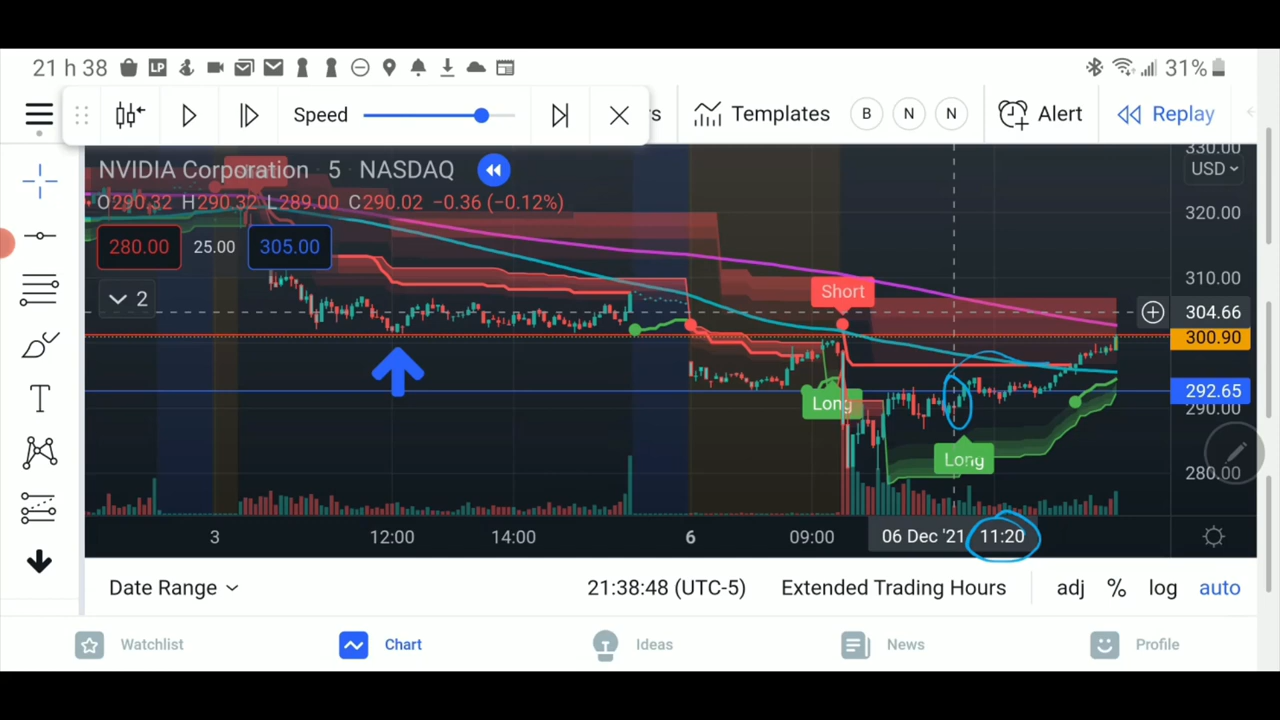 21 h 38 LP 31%
Speed s Templates B N N Alert Replay
330.00
NVIDIA Corporation · 5 · NASDAQ USD
O290.32 H290.32 L289.00 C290.02 −0.36 (−0.12%)
320.00
280.00 25.00 305.00
310.00
2 Short
304.66
300.90
292.65
Long 290.00
Long
280.00
3 12:00 14:00 6 09:00 06 Dec '21 11:20
Date Range 21:38:48 (UTC-5) Extended Trading Hours adj % log auto
Watchlist Chart Ideas News Profile